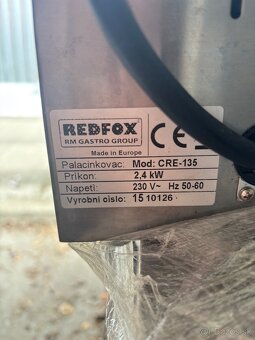 REDFOX
RM GASTRO GROUP
Made in Europe
CE
Palacinkovac: Mod: CRE-135
Prikon: 2,4 kW
Napeti: 230 V~ Hz 50-60
Vyrobni cislo: 15 10126